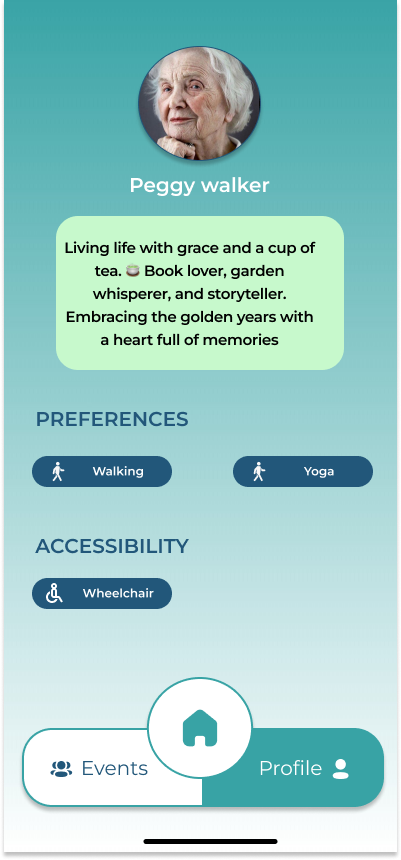 Peggy walker
Living life with grace and a cup of
tea. 🍵 Book lover, garden
whisperer, and storyteller.
Embracing the golden years with
a heart full of memories
PREFERENCES
Walking
Yoga
ACCESSIBILITY
Wheelchair
Events
Profile